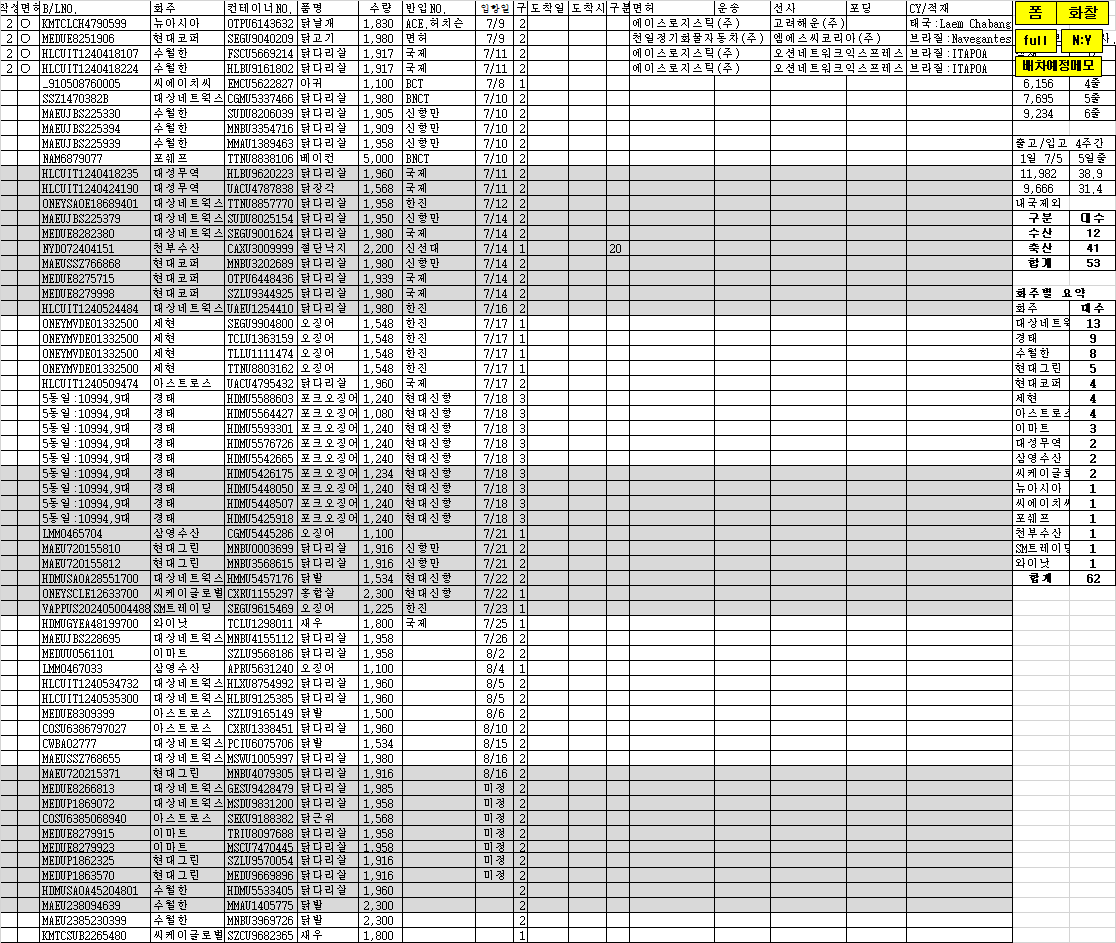 작성 면허 B/LNO. 화주 컨테이너NO. 품명 수량 반입NO. 입항일 구 도착일 도착시 구분 면허 운송 선사 포딩 CY/적재 폼 화찰
2 O KMTCLCH4790599 뉴아시아 OTPU6143632 닭날개 1,830 ACE.허치슨 7/9 2 에이스로지스틱(주) 고려해운(주) 태국:Laem Chabang
2 O MEDUE8251906 현대코퍼 SEGU9040209 닭고기 1,980 면허 7/9 2 천일정기화물자동차(주) 엠에스씨코리아(주) 브라질:Navegantes full N:Y
2 O HLCUIT1240418107 수월한 FSCU5669214 닭다리살 1,917 국제 7/11 2 에이스로지스틱(주) 오션네트워크익스프레스 브라질:ITAPOA
2 O HLCUIT1240418224 수월한 HLBU9161802 닭다리살 1,917 국제 7/11 2 에이스로지스틱(주) 오션네트워크익스프레스 브라질:ITAPOA 배차예정메모
_910508760005 씨에이치씨 EMCU5622827 아귀 1,100 BCT 7/8 1 6,156 4줄
SSZ1470382B 대상네트웍스 CGMU5337466 닭다리살 1,980 BNCT 7/10 2 7,695 5줄
MAEUJBS225330 수월한 SUDU8206039 닭다리살 1,905 신항만 7/10 2 9,234 6줄
MAEUJBS225394 수월한 MNBU3354716 닭다리살 1,909 신항만 7/10 2
MAEUJBS225939 수월한 MMAU1389463 닭다리살 1,958 신항만 7/10 2 출고/입고 4주간
NAM6879077 포쉐프 TTNU8838106 베이컨 5,000 BNCT 7/10 2 1일 7/5 5일줄
HLCUIT1240418235 대성무역 HLBU9620223 닭다리살 1,960 국제 7/11 2 11,982 38.9
HLCUIT1240424190 대성무역 UACU4787838 닭장각 1,568 국제 7/11 2 9,666 31.4
ONEYSAOE18689401 대상네트웍스 TTNU8857770 닭다리살 1,958 한진 7/12 2 내국제외
MAEUJBS225379 대상네트웍스 SUDU8025154 닭다리살 1,950 신항만 7/14 2 구분 대수
MEDUE8282380 대상네트웍스 SEGU9001624 닭다리살 1,980 국제 7/14 2 수산 12
NYD072404151 천부수산 CAXU3009999 절단낙지 2,200 신선대 7/14 1 20 축산 41
MAEUSSZ766868 현대코퍼 MNBU3202689 닭다리살 1,980 신항만 7/14 2 합계 53
MEDUE8275715 현대코퍼 OTPU6448436 닭다리살 1,939 국제 7/14 2
MEDUE8279998 현대코퍼 SZLU9344925 닭다리살 1,980 국제 7/14 2 화주별 요약
HLCUIT1240524484 대상네트웍스 UAEU1254410 닭다리살 1,980 한진 7/16 2 화주 대수
ONEYMVDE01332500 세현 SEGU9904800 오징어 1,548 한진 7/17 1 대상네트웍 13
ONEYMVDE01332500 세현 TCLU1363159 오징어 1,548 한진 7/17 1 경태 9
ONEYMVDE01332500 세현 TLLU1111474 오징어 1,548 한진 7/17 1 수월한 8
ONEYMVDE01332500 세현 TTNU8803162 오징어 1,548 한진 7/17 1 현대그린 5
HLCUIT1240509474 아스트로스 UACU4795432 닭다리살 1,960 국제 7/17 2 현대코퍼 4
5동일:10994,9대 경태 HDMU5588603 포크오징어 1,240 현대신항 7/18 3 세현 4
5동일:10994,9대 경태 HDMU5564427 포크오징어 1,080 현대신항 7/18 3 아스트로스 4
5동일:10994,9대 경태 HDMU5593301 포크오징어 1,240 현대신항 7/18 3 이마트 3
5동일:10994,9대 경태 HDMU5576726 포크오징어 1,240 현대신항 7/18 3 대성무역 2
5동일:10994,9대 경태 HDMU5542665 포크오징어 1,240 현대신항 7/18 3 삼영수산 2
5동일:10994,9대 경태 HDMU5426175 포크오징어 1,234 현대신항 7/18 3 씨케이글로 2
5동일:10994,9대 경태 HDMU5448050 포크오징어 1,240 현대신항 7/18 3 뉴아시아 1
5동일:10994,9대 경태 HDMU5448507 포크오징어 1,240 현대신항 7/18 3 씨에이치씨 1
5동일:10994,9대 경태 HDMU5425918 포크오징어 1,240 현대신항 7/18 3 포쉐프 1
LMM0465704 삼영수산 CGMU5445286 오징어 1,100 7/21 1 천부수산 1
MAEU720155810 현대그린 MNBU0003699 닭다리살 1,916 신항만 7/21 2 SM트레이딩 1
MAEU720155812 현대그린 MNBU3568615 닭다리살 1,916 신항만 7/21 2 와이낫 1
HDMUSAOA28551700 대상네트웍스 HMMU5457176 닭발 1,534 현대신항 7/22 2 합계 62
ONEYSCLE12633700 씨케이글로벌 CXRU1155297 홍합살 2,300 현대신항 7/22 1
VAPPUS202405004488 SM트레이딩 SEGU9615469 오징어 1,225 한진 7/23 1
HDMUGYEA48199700 와이낫 TCLU1298011 새우 1,800 국제 7/25 1
MAEUJBS228695 대상네트웍스 MNBU4155112 닭다리살 1,958 7/26 2
MEDUU0561101 이마트 SZLU9568186 닭다리살 1,958 8/2 2
LMM0467033 삼영수산 APRU5631240 오징어 1,100 8/4 1
HLCUIT1240534732 대상네트웍스 HLXU8754992 닭다리살 1,960 8/5 2
HLCUIT1240535300 대상네트웍스 HLBU9125385 닭다리살 1,960 8/5 2
MEDUE8309399 아스트로스 SZLU9165149 닭발 1,500 8/6 2
COSU6386797027 아스트로스 CXRU1338451 닭다리살 1,960 8/10 2
CWBA02777 대상네트웍스 PCIU6075706 닭발 1,534 8/15 2
MAEUSSZ768655 대상네트웍스 MSWU1005997 닭다리살 1,980 8/16 2
MAEU720215371 현대그린 MNBU4079305 닭다리살 1,916 8/16 2
MEDUE8266813 대상네트웍스 GESU9428479 닭다리살 1,985 미정 2
MEDUP1869072 대상네트웍스 MSDU9831200 닭다리살 1,958 미정 2
COSU6385068940 아스트로스 SEKU9188382 닭근위 1,568 미정 2
MEDUE8279915 이마트 TRIU8097688 닭다리살 1,958 미정 2
MEDUE8279923 이마트 MSCU7470445 닭다리살 1,958 미정 2
MEDUP1862325 현대그린 SZLU9570054 닭다리살 1,916 미정 2
MEDUP1863570 현대그린 MEDU9669896 닭다리살 1,916 미정 2
HDMUSAOA45204801 수월한 HMMU5533405 닭다리살 1,960 2
MAEU238094639 수월한 MMAU1405775 닭발 2,300 2
MAEU2385230399 수월한 MNBU3969726 닭발 2,300 2
KMTCSUB2265480 씨케이글로벌 SZCU9682365 새우 1,800 1